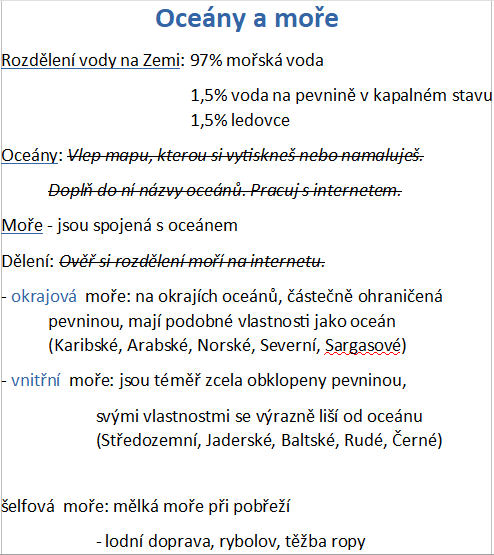 Oceány a moře
Rozdělení vody na Zemi: 97% mořská voda
1,5% voda na pevnině v kapalném stavu
1,5% ledovce
Oceány: Vlep mapu, kterou si vytiskneš nebo namaluješ.
Doplň do ní názvy oceánů. Pracuj s internetem.
Moře - jsou spojená s oceánem
Dělení: Ověř si rozdělení moří na internetu.
- okrajová moře: na okrajích oceánů, částečně ohraničená
pevninou, mají podobné vlastnosti jako oceán
(Karibské, Arabské, Norské, Severní, Sargasové)
- vnitřní moře: jsou téměř zcela obklopeny pevninou,
svými vlastnostmi se výrazně liší od oceánu
(Středozemní, Jaderské, Baltské, Rudé, Černé)
šelfová moře: mělká moře při pobřeží
- lodní doprava, rybolov, těžba ropy